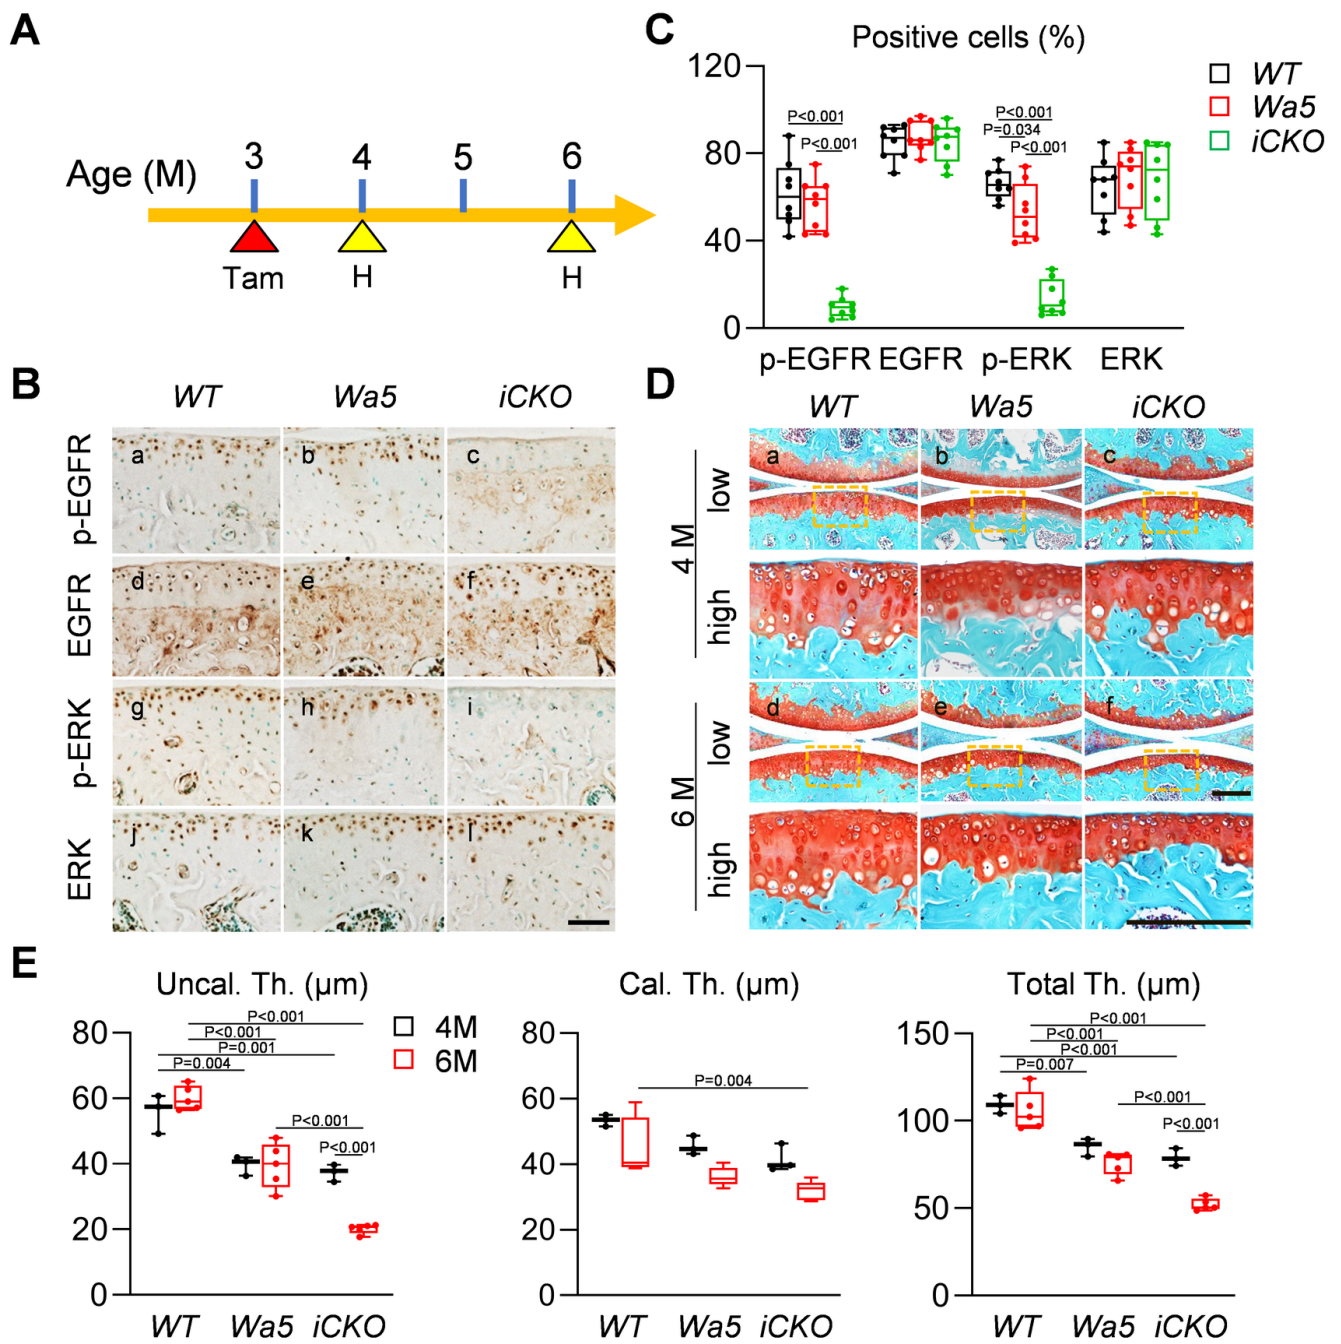 A
Age (M)
3
4
5
6
Tam
H
H
C
Positive cells (%)
120
80
40
0
P<0.001
P<0.001
P<0.001
P=0.034
P<0.001
p-EGFR
EGFR
p-ERK
ERK
WT
Wa5
iCKO
B
WT
Wa5
iCKO
p-EGFR
a
b
c
EGFR
d
e
f
p-ERK
g
h
i
ERK
j
k
l
D
WT
Wa5
iCKO
4 M
low
a
b
c
high
6 M
low
d
e
f
high
E
Uncal. Th. (µm)
80
60
40
20
0
P<0.001
P<0.001
P=0.001
P=0.004
P<0.001
P<0.001
4M
6M
WT
Wa5
iCKO
Cal. Th. (µm)
80
60
40
20
0
P=0.004
WT
Wa5
iCKO
Total Th. (µm)
150
100
50
0
P<0.001
P<0.001
P<0.001
P=0.007
P<0.001
P<0.001
WT
Wa5
iCKO